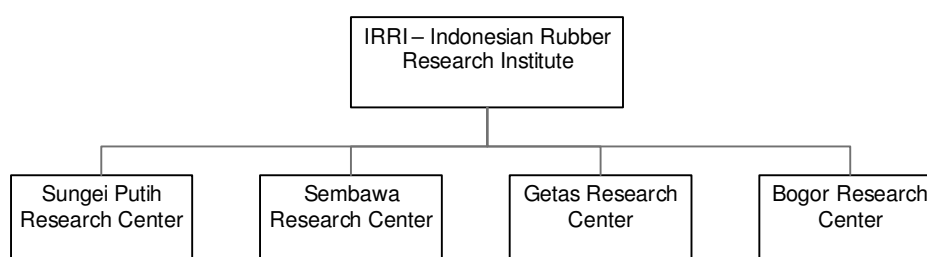 IRRI – Indonesian Rubber
Research Institute
Sungei Putih
Research Center
Sembawa
Research Center
Getas Research
Center
Bogor Research
Center